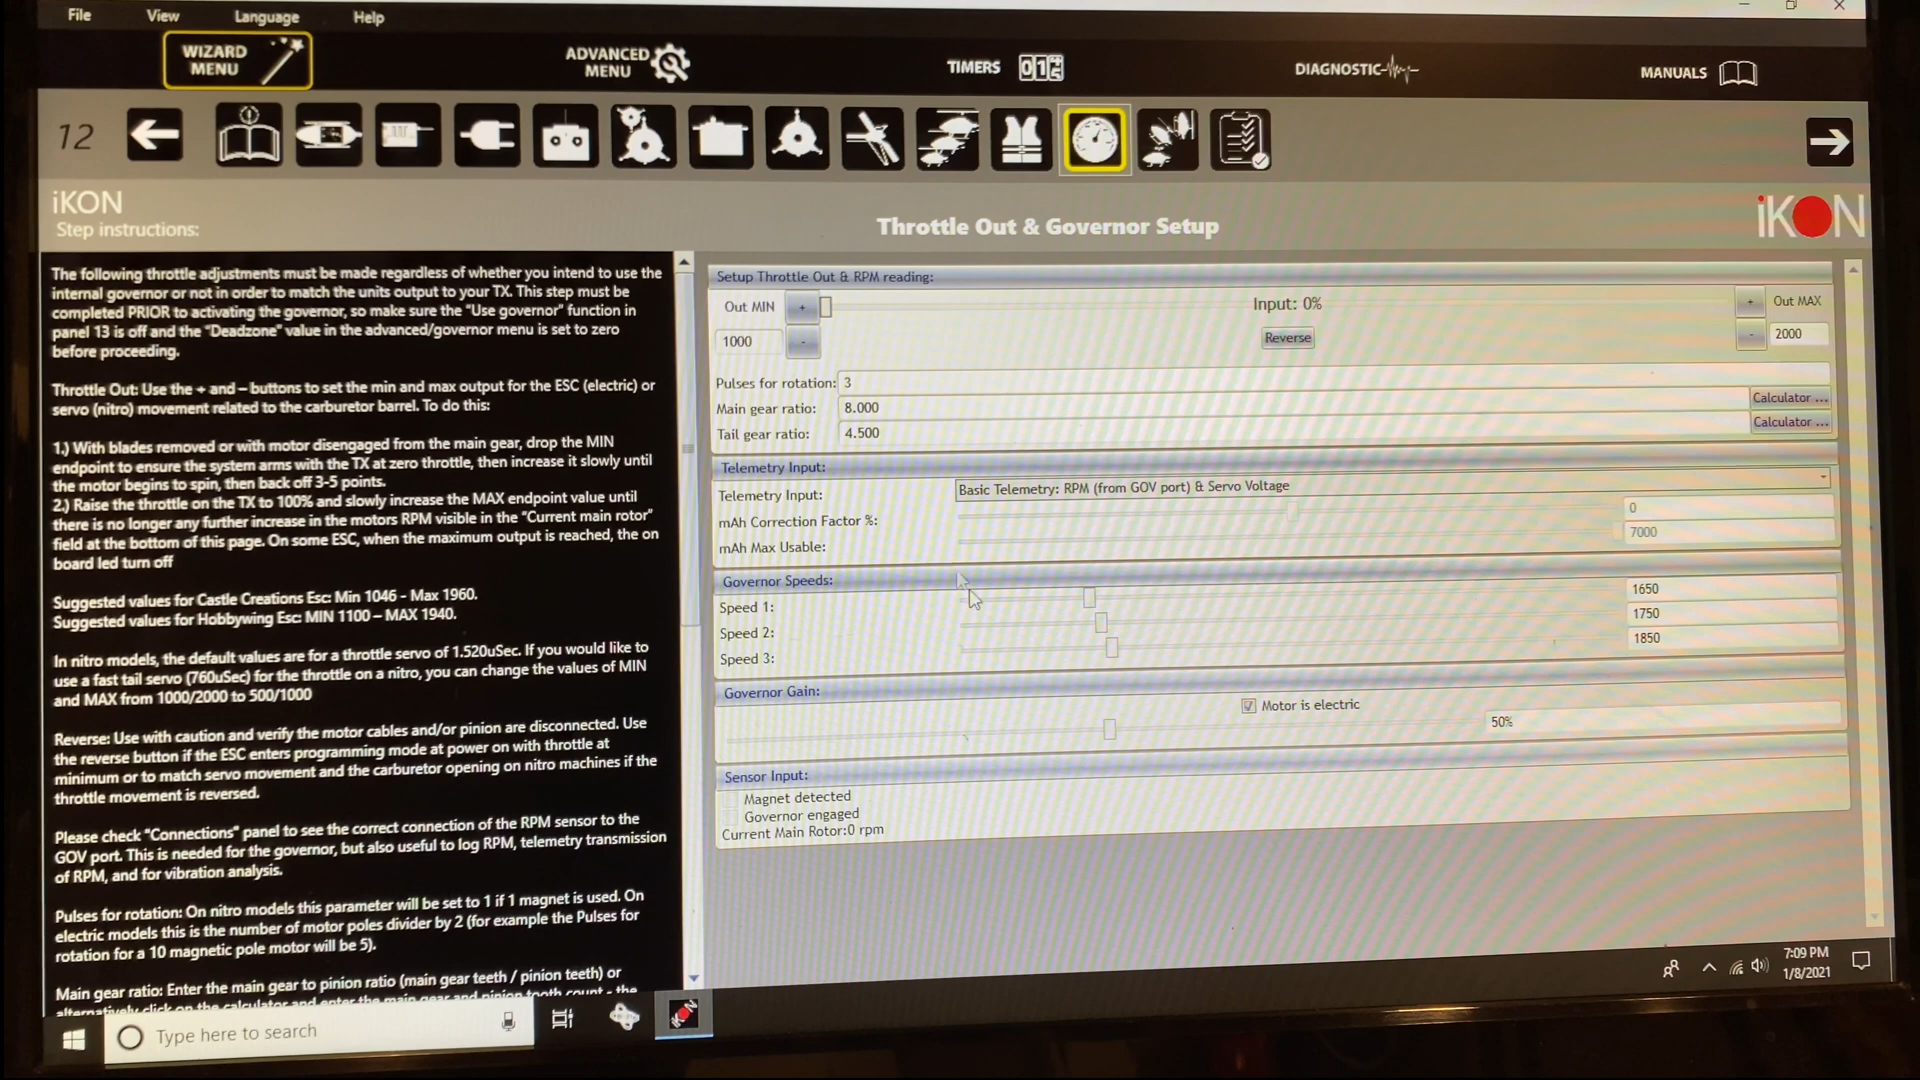 File View Language Help
WIZARD MENU
ADVANCED MENU
TIMERS
DIAGNOSTIC
MANUALS
12
iKON
Step instructions:
Throttle Out & Governor Setup
iKON
The following throttle adjustments must be made regardless of whether you intend to use the
internal governor or not in order to match the units output to your TX. This step must be
completed PRIOR to activating the governor, so make sure the "Use governor" function in
panel 13 is off and the "Deadzone" value in the advanced/governor menu is set to zero
before proceeding.
Throttle Out: Use the + and – buttons to set the min and max output for the ESC (electric) or
servo (nitro) movement related to the carburetor barrel. To do this:
1.) With blades removed or with motor disengaged from the main gear, drop the MIN
endpoint to ensure the system arms with the TX at zero throttle, then increase it slowly until
the motor begins to spin, then back off 3-5 points.
2.) Raise the throttle on the TX to 100% and slowly increase the MAX endpoint value until
there is no longer any further increase in the motors RPM visible in the "Current main rotor"
field at the bottom of this page. On some ESC, when the maximum output is reached, the on
board led turn off
Suggested values for Castle Creations Esc: Min 1046 - Max 1960.
Suggested values for Hobbywing Esc: MIN 1100 – MAX 1940.
In nitro models, the default values are for a throttle servo of 1.520uSec. If you would like to
use a fast tail servo (760uSec) for the throttle on a nitro, you can change the values of MIN
and MAX from 1000/2000 to 500/1000
Reverse: Use with caution and verify the motor cables and/or pinion are disconnected. Use
the reverse button if the ESC enters programming mode at power on with throttle at
minimum or to match servo movement and the carburetor opening on nitro machines if the
throttle movement is reversed.
Please check "Connections" panel to see the correct connection of the RPM sensor to the
GOV port. This is needed for the governor, but also useful to log RPM, telemetry transmission
of RPM, and for vibration analysis.
Pulses for rotation: On nitro models this parameter will be set to 1 if 1 magnet is used. On
electric models this is the number of motor poles divider by 2 (for example the Pulses for
rotation for a 10 magnetic pole motor will be 5).
Main gear ratio: Enter the main gear to pinion ratio (main gear teeth / pinion teeth) or
alternatively click on the calculator and enter the main gear and pinion tooth count - the
Setup Throttle Out & RPM reading:
Out MIN + Input: 0% + Out MAX
1000 - Reverse - 2000
Pulses for rotation: 3
Main gear ratio: 8.000 Calculator ...
Tail gear ratio: 4.500 Calculator ...
Telemetry Input:
Telemetry Input: Basic Telemetry: RPM (from GOV port) & Servo Voltage
mAh Correction Factor %: 0
mAh Max Usable: 7000
Governor Speeds:
Speed 1: 1650
Speed 2: 1750
Speed 3: 1850
Governor Gain:
Motor is electric
50%
Sensor Input:
Magnet detected
Governor engaged
Current Main Rotor:0 rpm
Type here to search
7:09 PM
1/8/2021